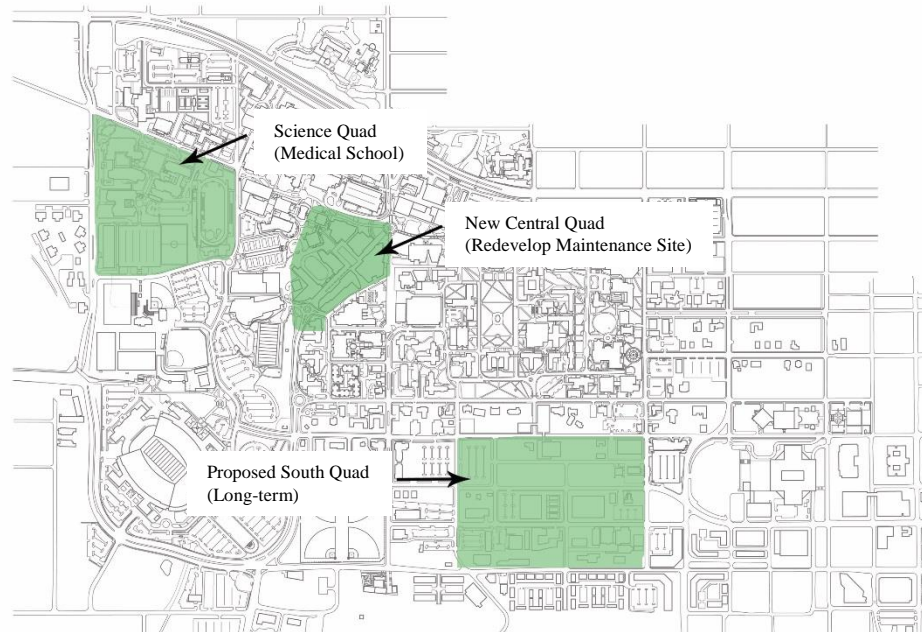 Science Quad
(Medical School)
New Central Quad
(Redevelop Maintenance Site)
Proposed South Quad
(Long-term)